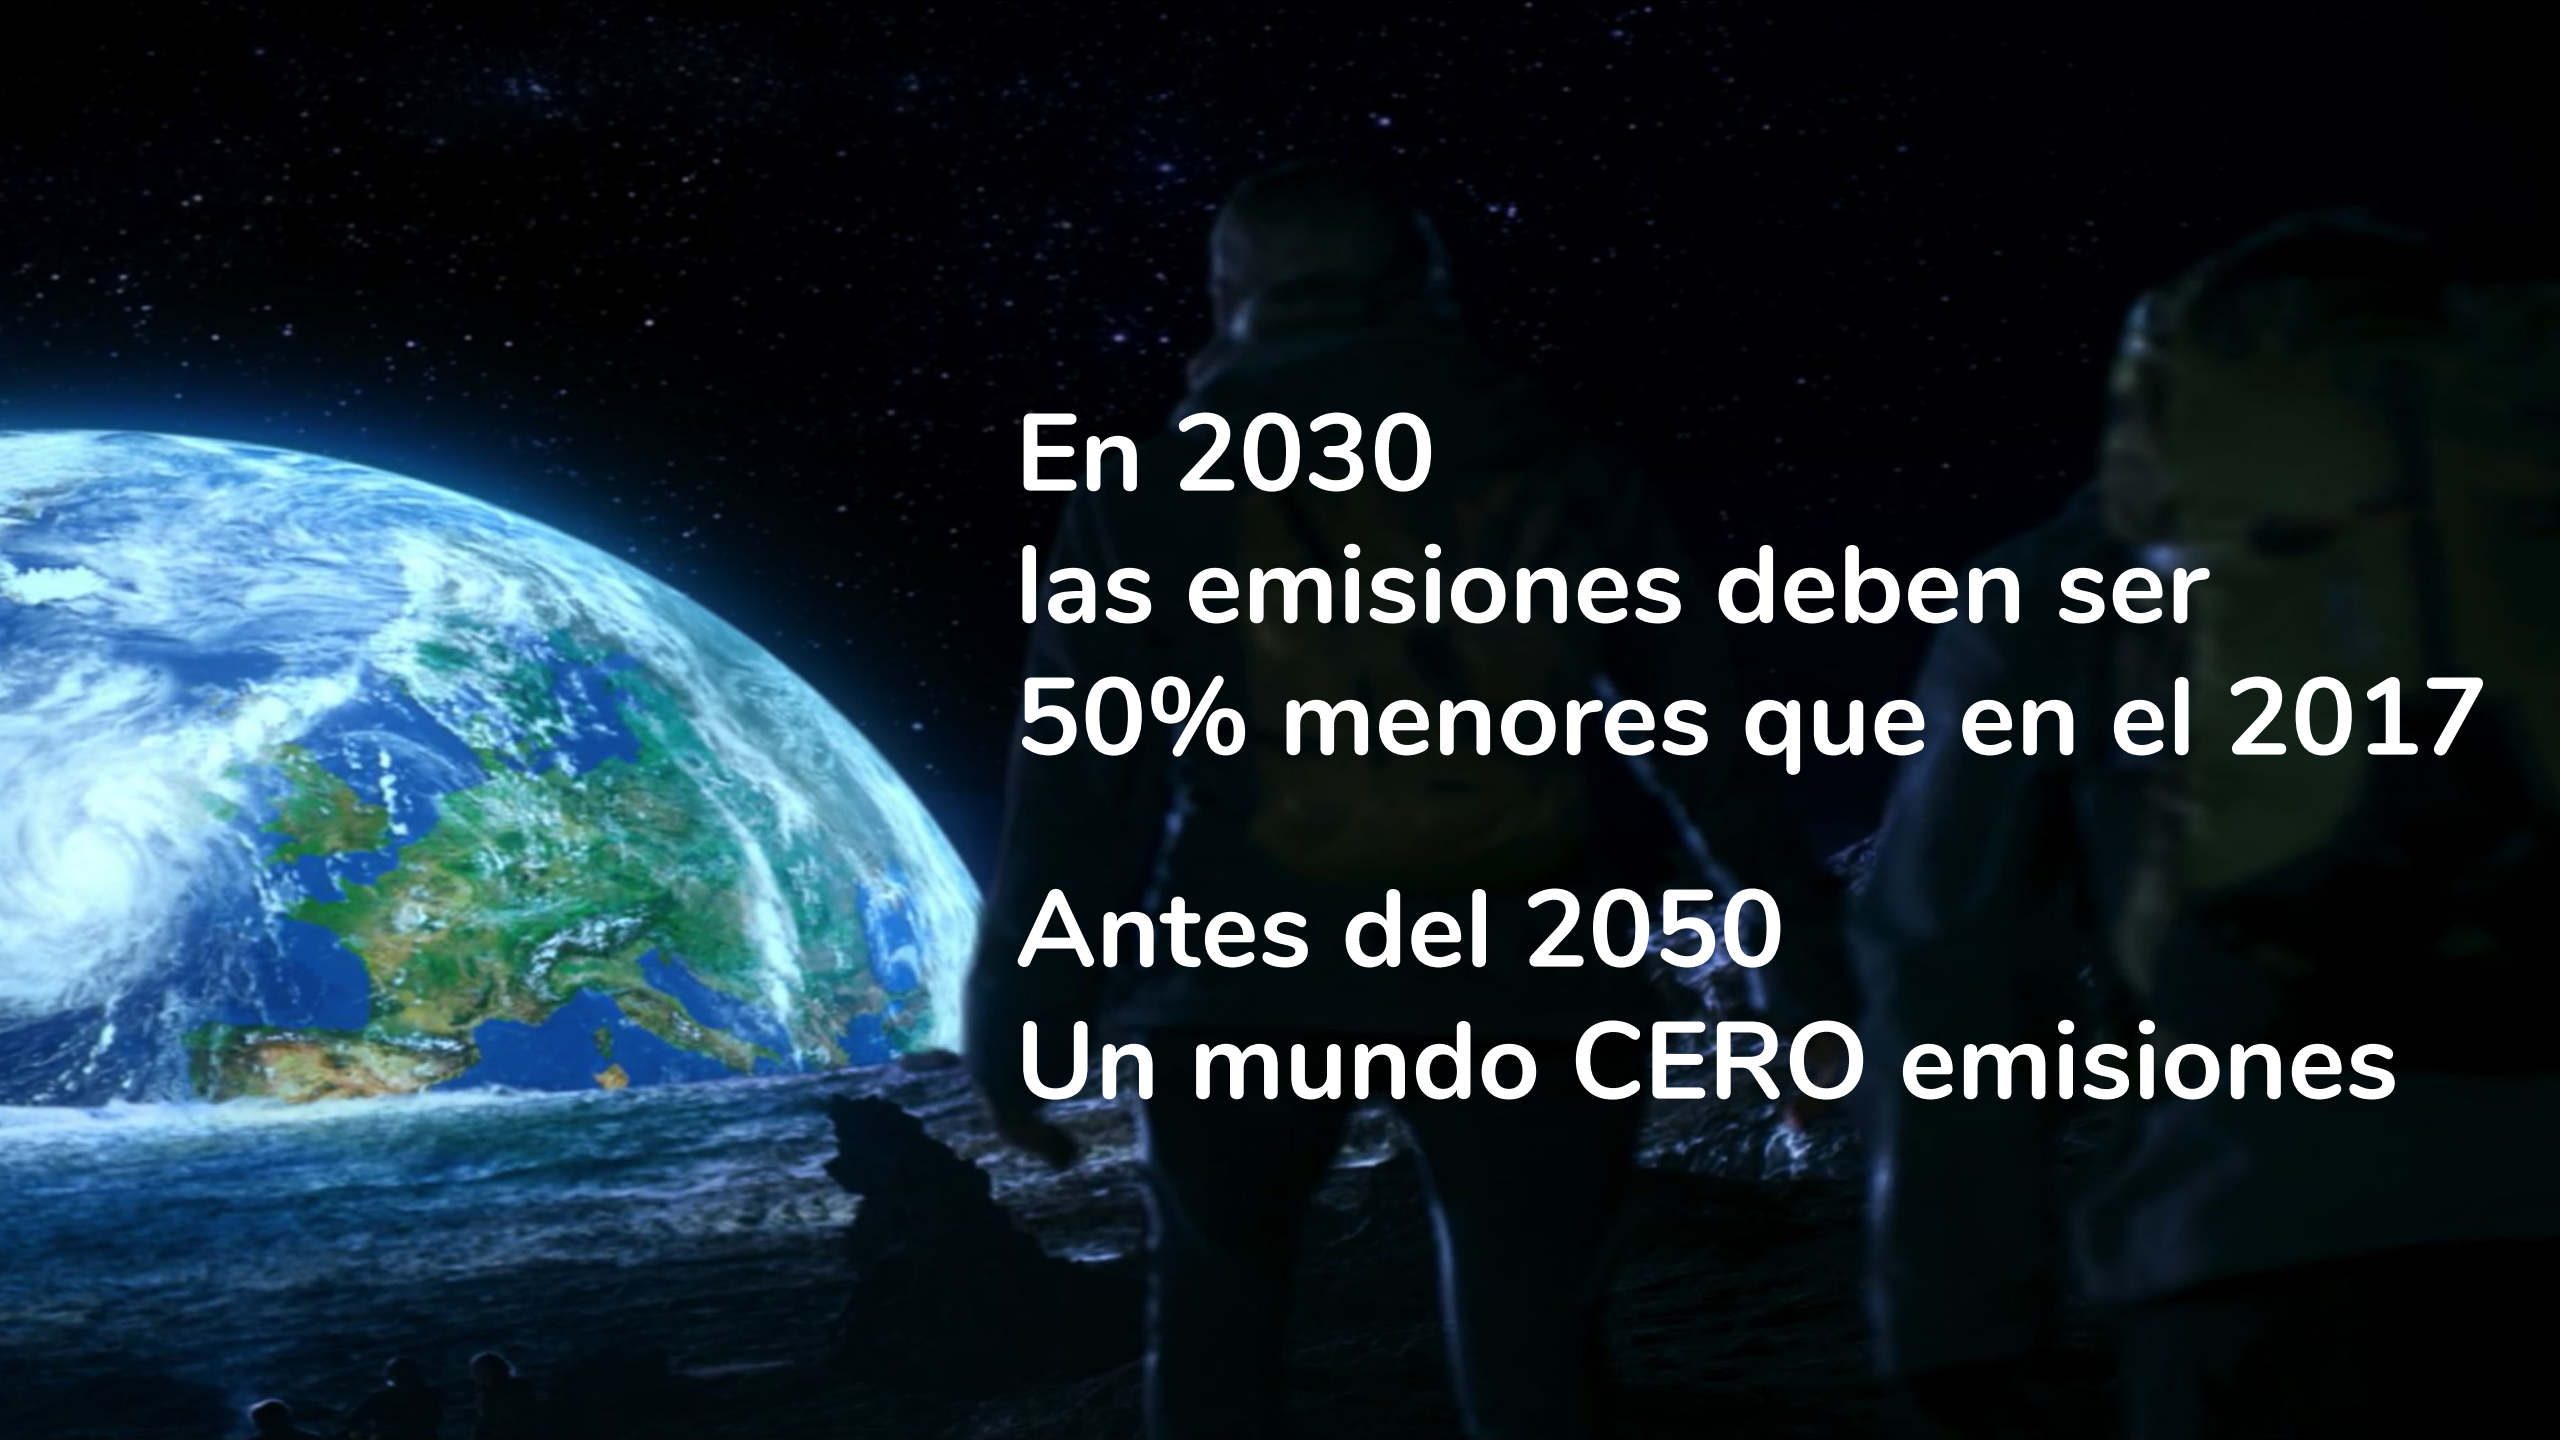 En 2030
las emisiones deben ser
50% menores que en el 2017
Antes del 2050
Un mundo CERO emisiones